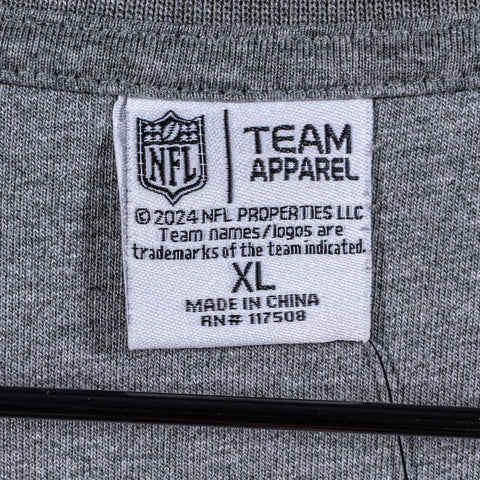 NFL
TEAM
APPAREL
© 2024 NFL PROPERTIES LLC
Team names/logos are
trademarks of the team indicated.
XL
MADE IN CHINA
RN# 117508